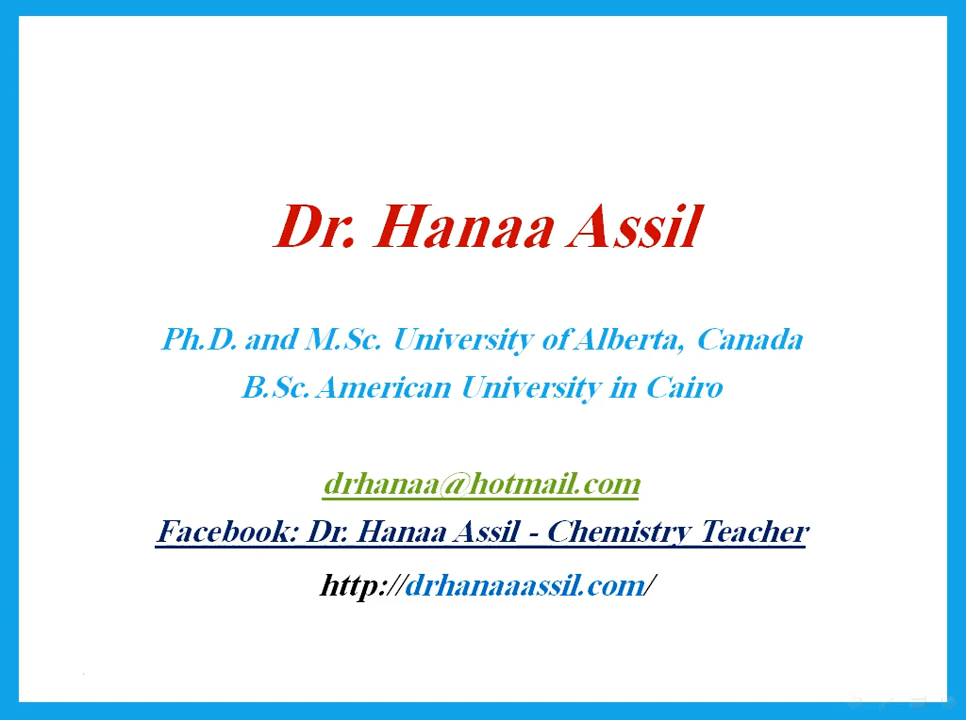 Dr. Hanaa Assil
Ph.D. and M.Sc. University of Alberta, Canada
B.Sc. American University in Cairo
drhanaa@hotmail.com
Facebook: Dr. Hanaa Assil - Chemistry Teacher
http://drhanaaassil.com/